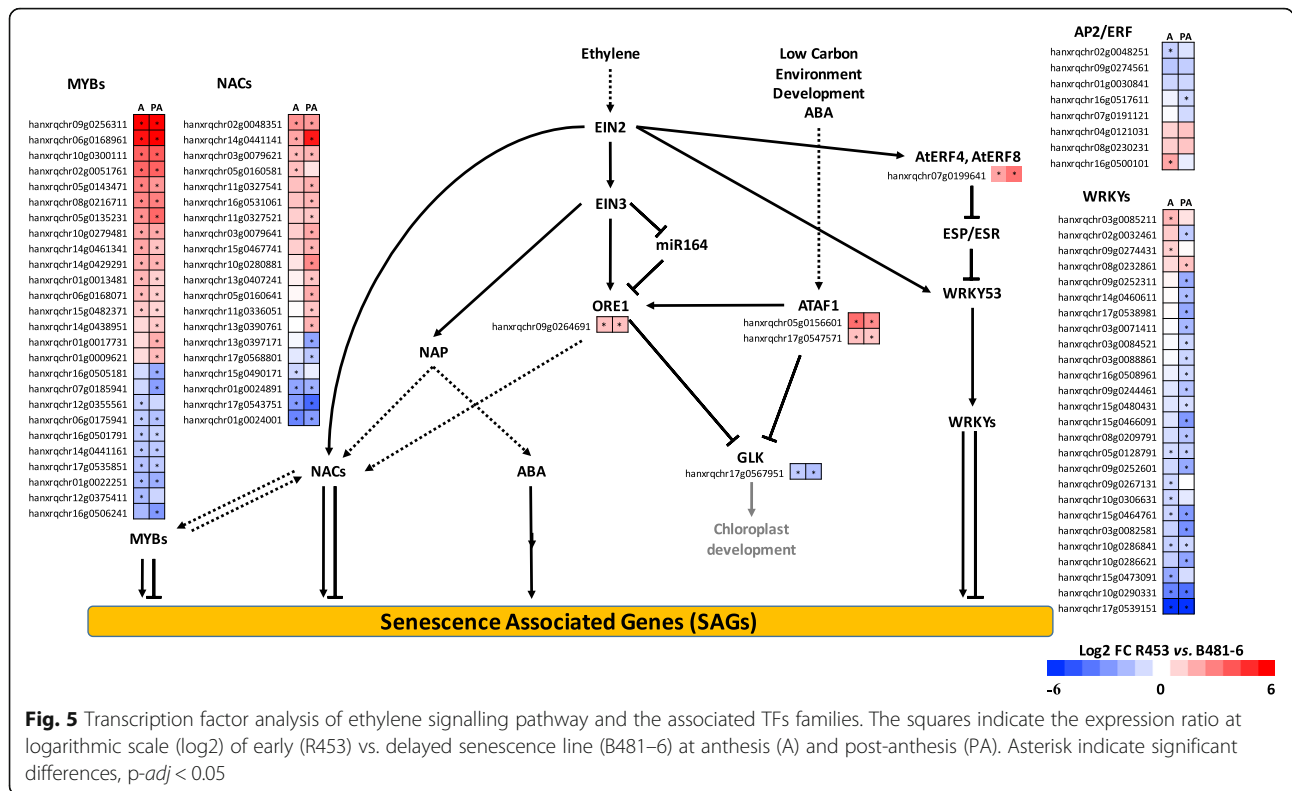 MYBs
A PA
hanxrqchr09g0256311
hanxrqchr06g0168961
hanxrqchr10g0300111
hanxrqchr02g0051761
hanxrqchr05g0143471
hanxrqchr08g0216711
hanxrqchr05g0135231
hanxrqchr10g0279481
hanxrqchr14g0461341
hanxrqchr14g0429291
hanxrqchr01g0013481
hanxrqchr06g0168071
hanxrqchr15g0482371
hanxrqchr14g0438951
hanxrqchr01g0017731
hanxrqchr01g0009621
hanxrqchr16g0505181
hanxrqchr07g0185941
hanxrqchr12g0355561
hanxrqchr06g0175941
hanxrqchr16g0501791
hanxrqchr14g0441161
hanxrqchr17g0535851
hanxrqchr01g0022251
hanxrqchr12g0375411
hanxrqchr16g0506241
MYBs
NACs
A PA
hanxrqchr02g0048351
hanxrqchr14g0441141
hanxrqchr03g0079621
hanxrqchr05g0160581
hanxrqchr11g0327541
hanxrqchr16g0531061
hanxrqchr11g0327521
hanxrqchr03g0079641
hanxrqchr15g0467741
hanxrqchr10g0280881
hanxrqchr13g0407241
hanxrqchr05g0160641
hanxrqchr11g0336051
hanxrqchr13g0390761
hanxrqchr13g0397171
hanxrqchr17g0568801
hanxrqchr15g0490171
hanxrqchr01g0024891
hanxrqchr17g0543751
hanxrqchr01g0024001
NACs
Ethylene
EIN2
EIN3
miR164
ORE1
hanxrqchr09g0264691
NAP
ABA
Low Carbon
Environment
Development
ABA
ATAF1
hanxrqchr05g0156601
hanxrqchr17g0547571
GLK
hanxrqchr17g0567951
Chloroplast
development
AtERF4, AtERF8
hanxrqchr07g0199641
ESP/ESR
WRKY53
WRKYs
AP2/ERF
A PA
hanxrqchr02g0048251
hanxrqchr09g0274561
hanxrqchr01g0030841
hanxrqchr16g0517611
hanxrqchr07g0191121
hanxrqchr04g0121031
hanxrqchr08g0230231
hanxrqchr16g0500101
WRKYs
A PA
hanxrqchr03g0085211
hanxrqchr02g0032461
hanxrqchr09g0274431
hanxrqchr08g0232861
hanxrqchr09g0252311
hanxrqchr14g0460611
hanxrqchr17g0538981
hanxrqchr03g0071411
hanxrqchr03g0084521
hanxrqchr03g0088861
hanxrqchr16g0508961
hanxrqchr09g0244461
hanxrqchr15g0480431
hanxrqchr15g0466091
hanxrqchr08g0209791
hanxrqchr05g0128791
hanxrqchr09g0252601
hanxrqchr09g0267131
hanxrqchr10g0306631
hanxrqchr15g0464761
hanxrqchr03g0082581
hanxrqchr10g0286841
hanxrqchr10g0286621
hanxrqchr15g0473091
hanxrqchr10g0290331
hanxrqchr17g0539151
Senescence Associated Genes (SAGs)
Log2 FC R453 vs. B481-6
-6 0 6
Fig. 5 Transcription factor analysis of ethylene signalling pathway and the associated TFs families. The squares indicate the expression ratio at
logarithmic scale (log2) of early (R453) vs. delayed senescence line (B481–6) at anthesis (A) and post-anthesis (PA). Asterisk indicate significant
differences, p-adj < 0.05